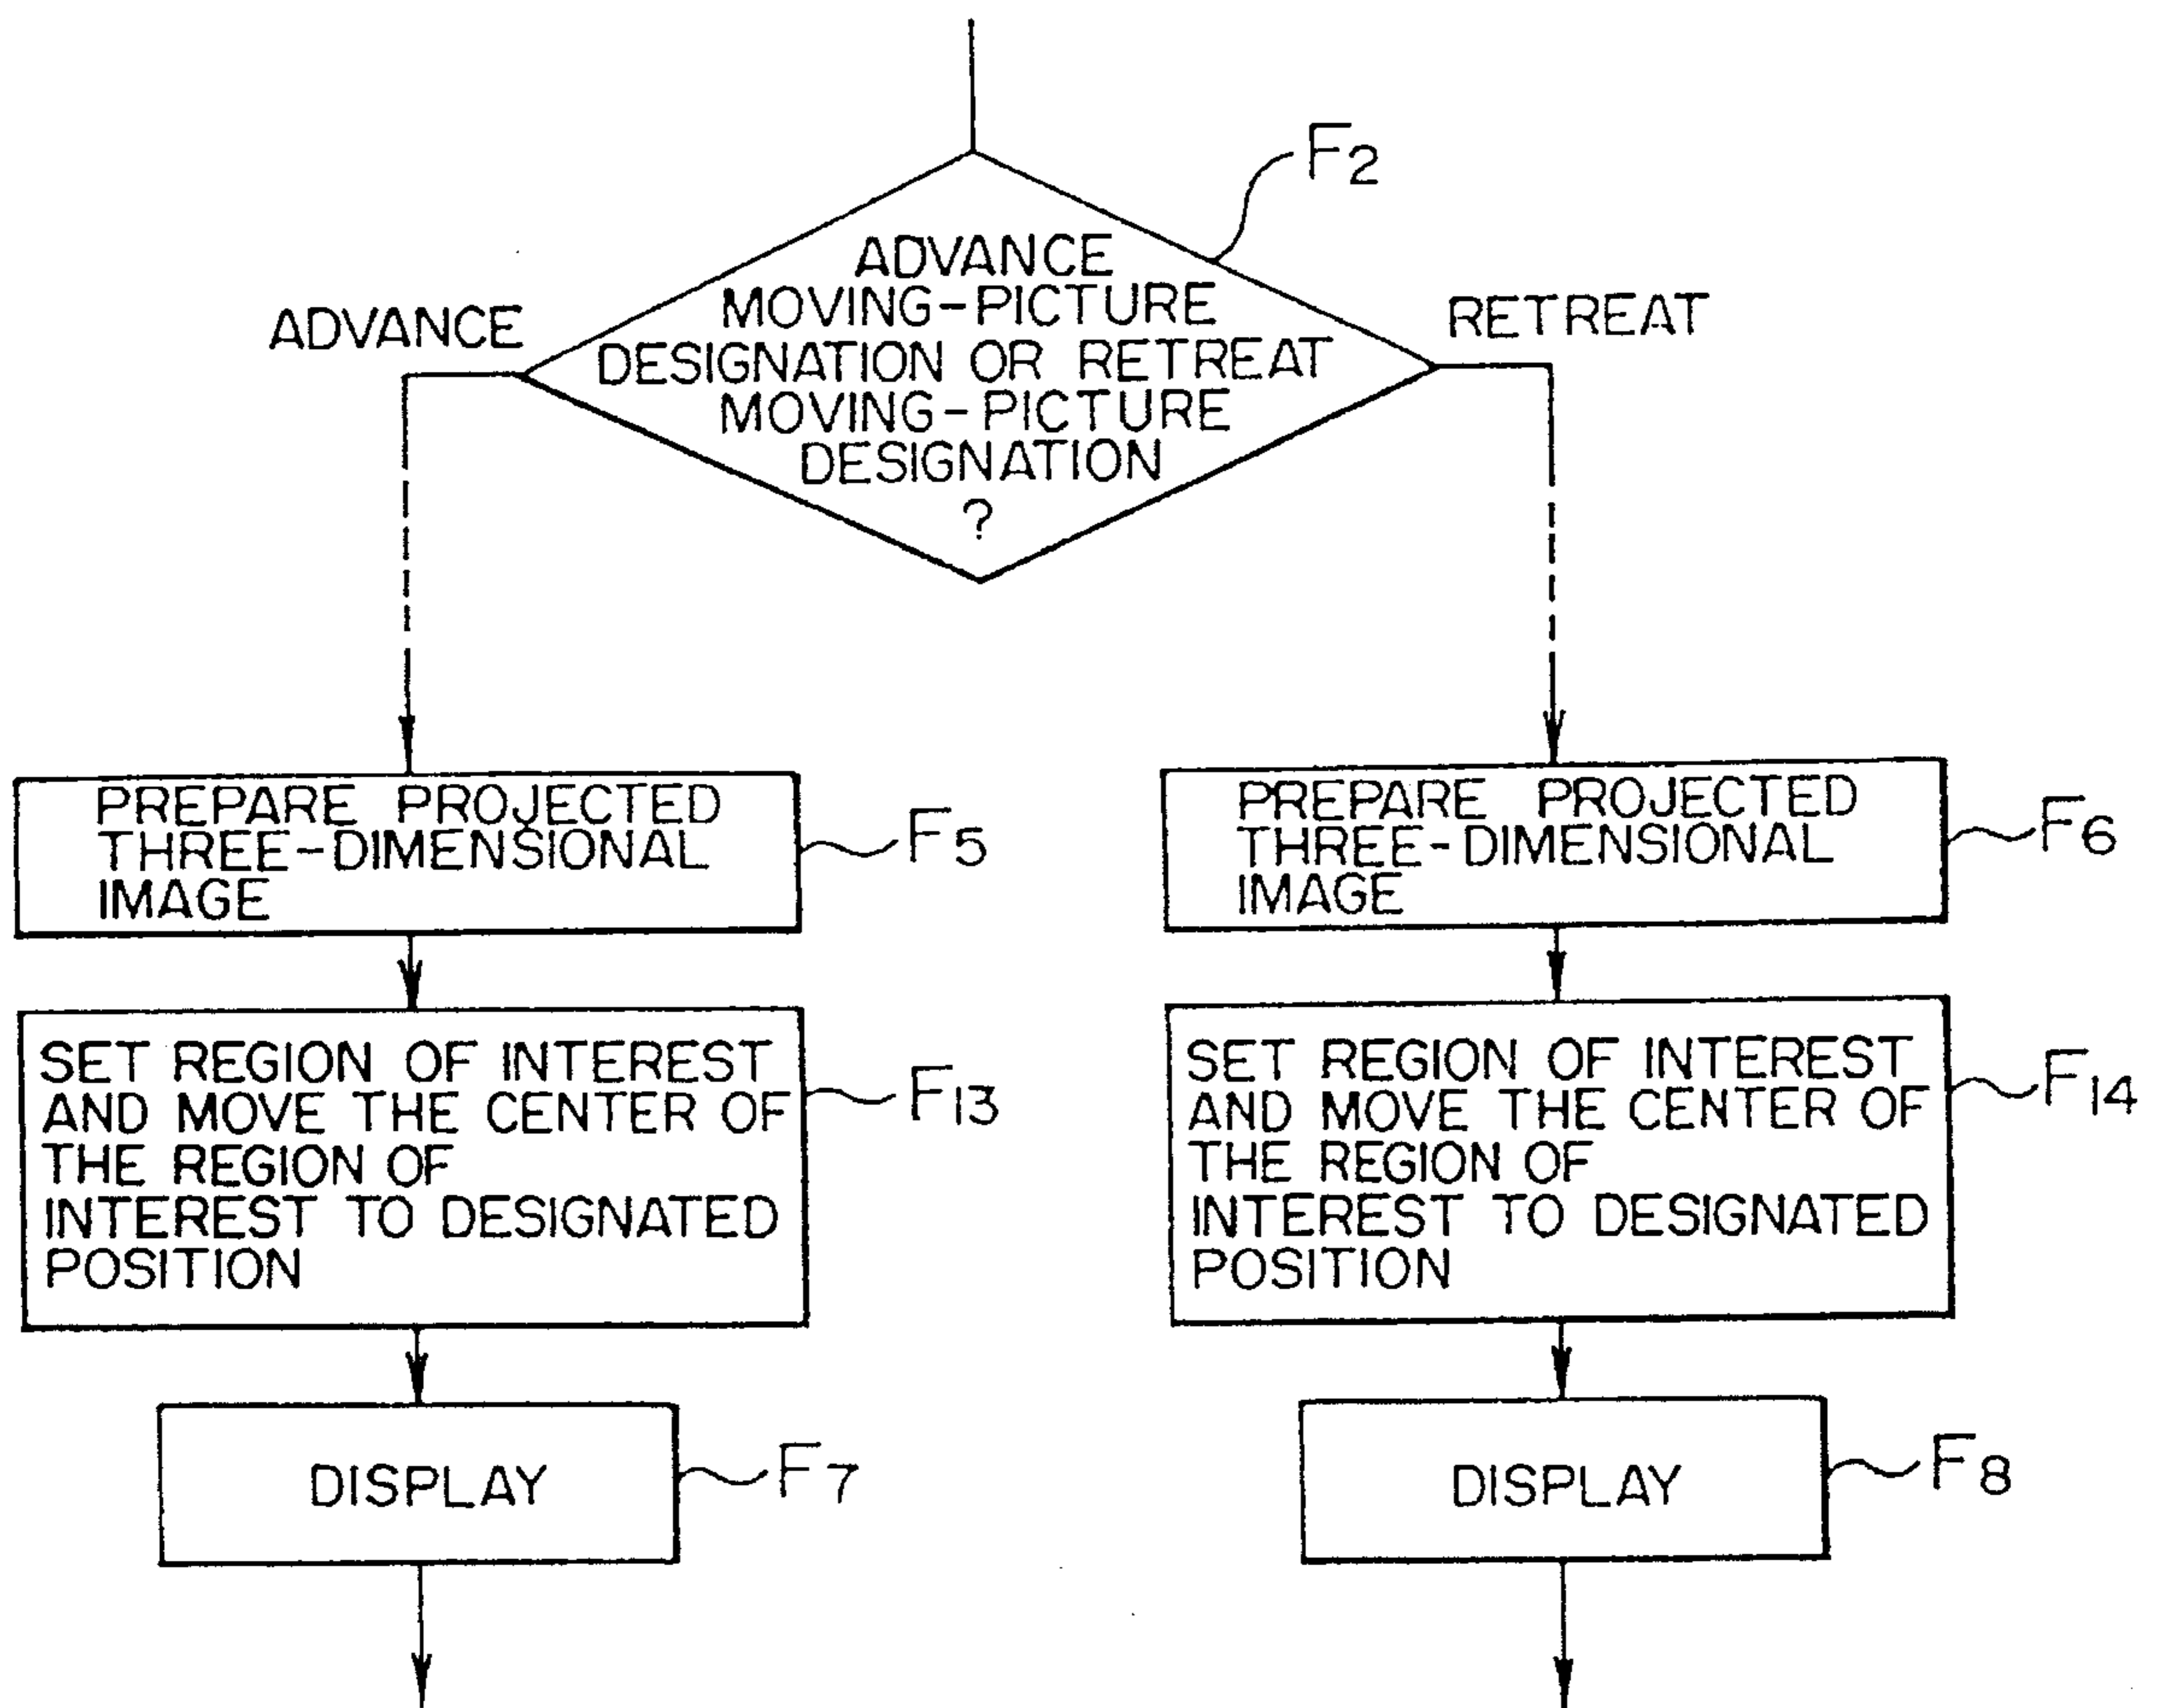 F2
ADVANCE
MOVING-PICTURE
DESIGNATION OR RETREAT
MOVING-PICTURE
DESIGNATION
?
ADVANCE
RETREAT
PREPARE PROJECTED
THREE-DIMENSIONAL
IMAGE
F5
PREPARE PROJECTED
THREE-DIMENSIONAL
IMAGE
F6
SET REGION OF INTEREST
AND MOVE THE CENTER OF
THE REGION OF
INTEREST TO DESIGNATED
POSITION
F13
SET REGION OF INTEREST
AND MOVE THE CENTER OF
THE REGION OF
INTEREST TO DESIGNATED
POSITION
F14
DISPLAY
F7
DISPLAY
F8